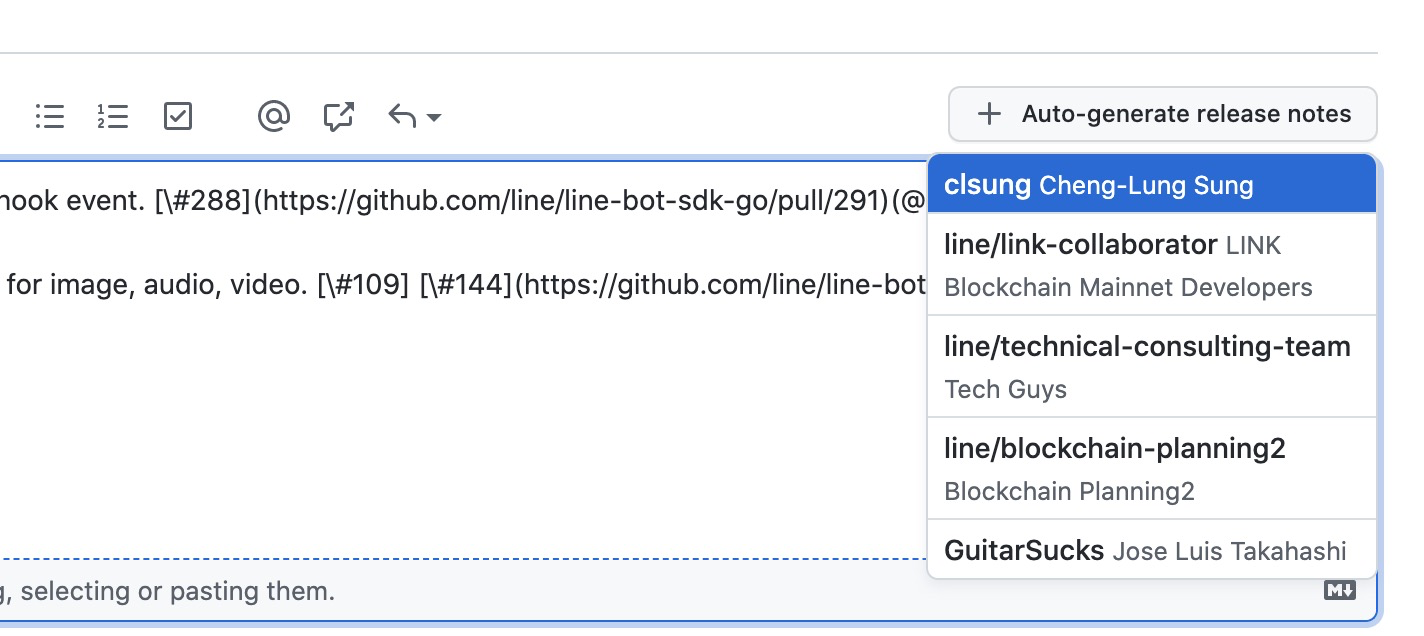 Auto-generate release notes
hook event. [\#288](https://github.com/line/line-bot-sdk-go/pull/291)(@
for image, audio, video. [\#109] [\#144](https://github.com/line/line-bot
clsung Cheng-Lung Sung
line/link-collaborator LINK
Blockchain Mainnet Developers
line/technical-consulting-team
Tech Guys
line/blockchain-planning2
Blockchain Planning2
GuitarSucks Jose Luis Takahashi
g, selecting or pasting them.
M↓